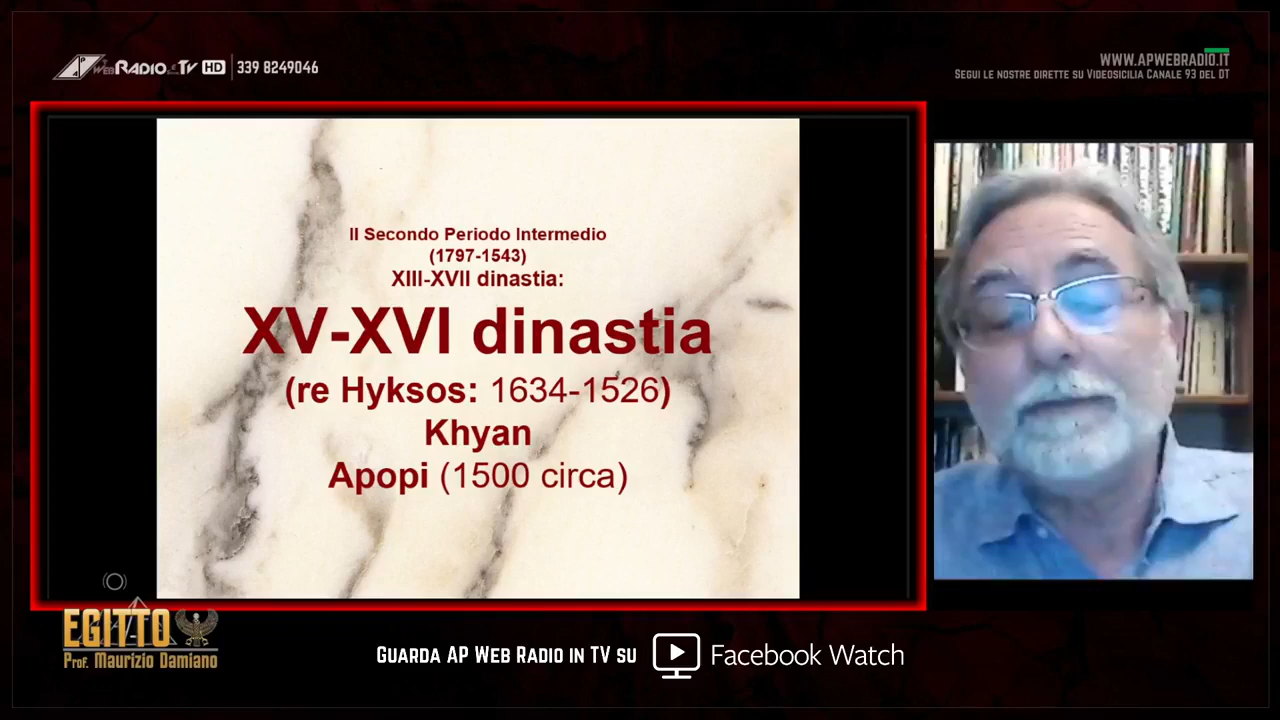 WEB RADIO e TV HD 339 8249046
WWW.APWEBRADIO.IT
SEGUI LE NOSTRE DIRETTE SU VIDEOSICILIA CANALE 93 DEL DT
Il Secondo Periodo Intermedio
(1797-1543)
XIII-XVII dinastia:
XV-XVI dinastia
(re Hyksos: 1634-1526)
Khyan
Apopi (1500 circa)
EGITTO
Prof. Maurizio Damiano
GUARDA AP WEB RADIO IN TV SU
Facebook Watch